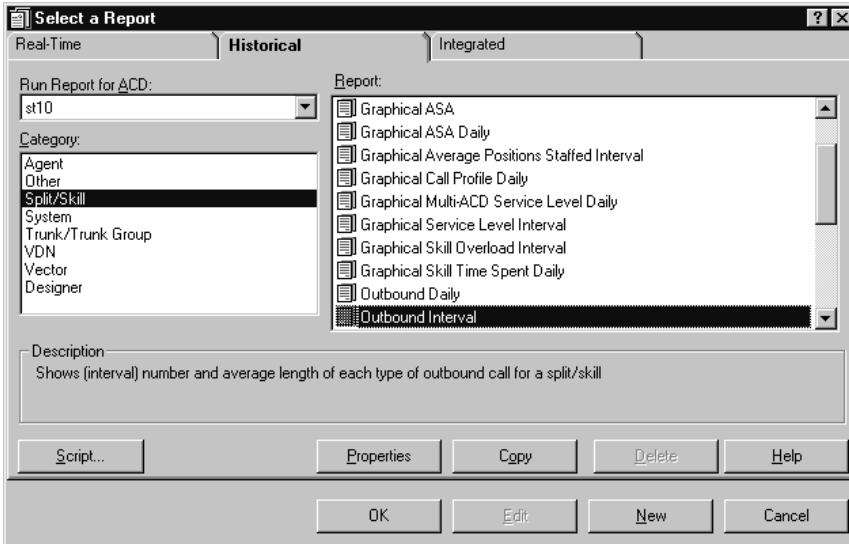 Select a Report
Real-Time
Historical
Integrated
Run Report for ACD:
st10
Category:
Agent
Other
Split/Skill
System
Trunk/Trunk Group
VDN
Vector
Designer
Report:
Graphical ASA
Graphical ASA Daily
Graphical Average Positions Staffed Interval
Graphical Call Profile Daily
Graphical Multi-ACD Service Level Daily
Graphical Service Level Interval
Graphical Skill Overload Interval
Graphical Skill Time Spent Daily
Outbound Daily
Outbound Interval
Description
Shows (interval) number and average length of each type of outbound call for a split/skill
Script...
Properties
Copy
Delete
Help
OK
Edit
New
Cancel